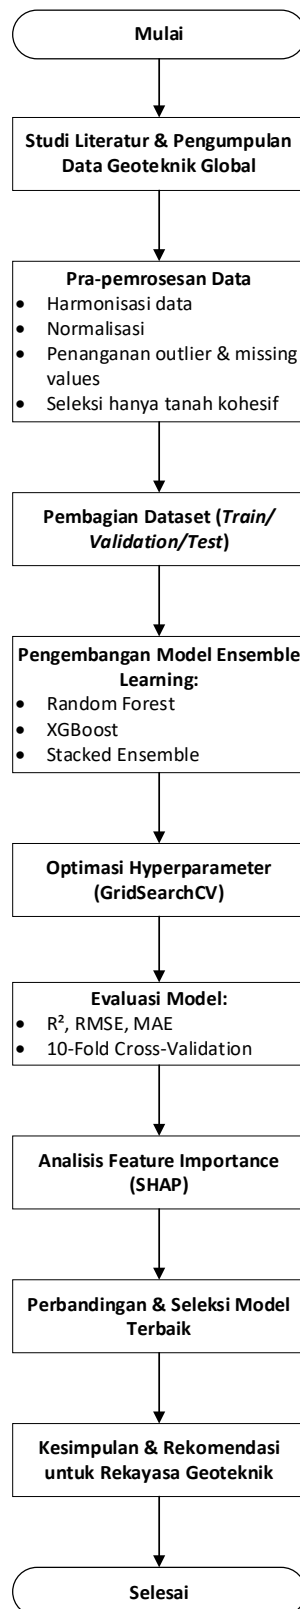 Mulai
Studi Literatur & Pengumpulan
Data Geoteknik Global
Pra-pemrosesan Data
• Harmonisasi data
• Normalisasi
• Penanganan outlier & missing
values
• Seleksi hanya tanah kohesif
Pembagian Dataset (Train/
Validation/Test)
Pengembangan Model Ensemble
Learning:
• Random Forest
• XGBoost
• Stacked Ensemble
Optimasi Hyperparameter
(GridSearchCV)
Evaluasi Model:
• R², RMSE, MAE
• 10-Fold Cross-Validation
Analisis Feature Importance
(SHAP)
Perbandingan & Seleksi Model
Terbaik
Kesimpulan & Rekomendasi
untuk Rekayasa Geoteknik
Selesai